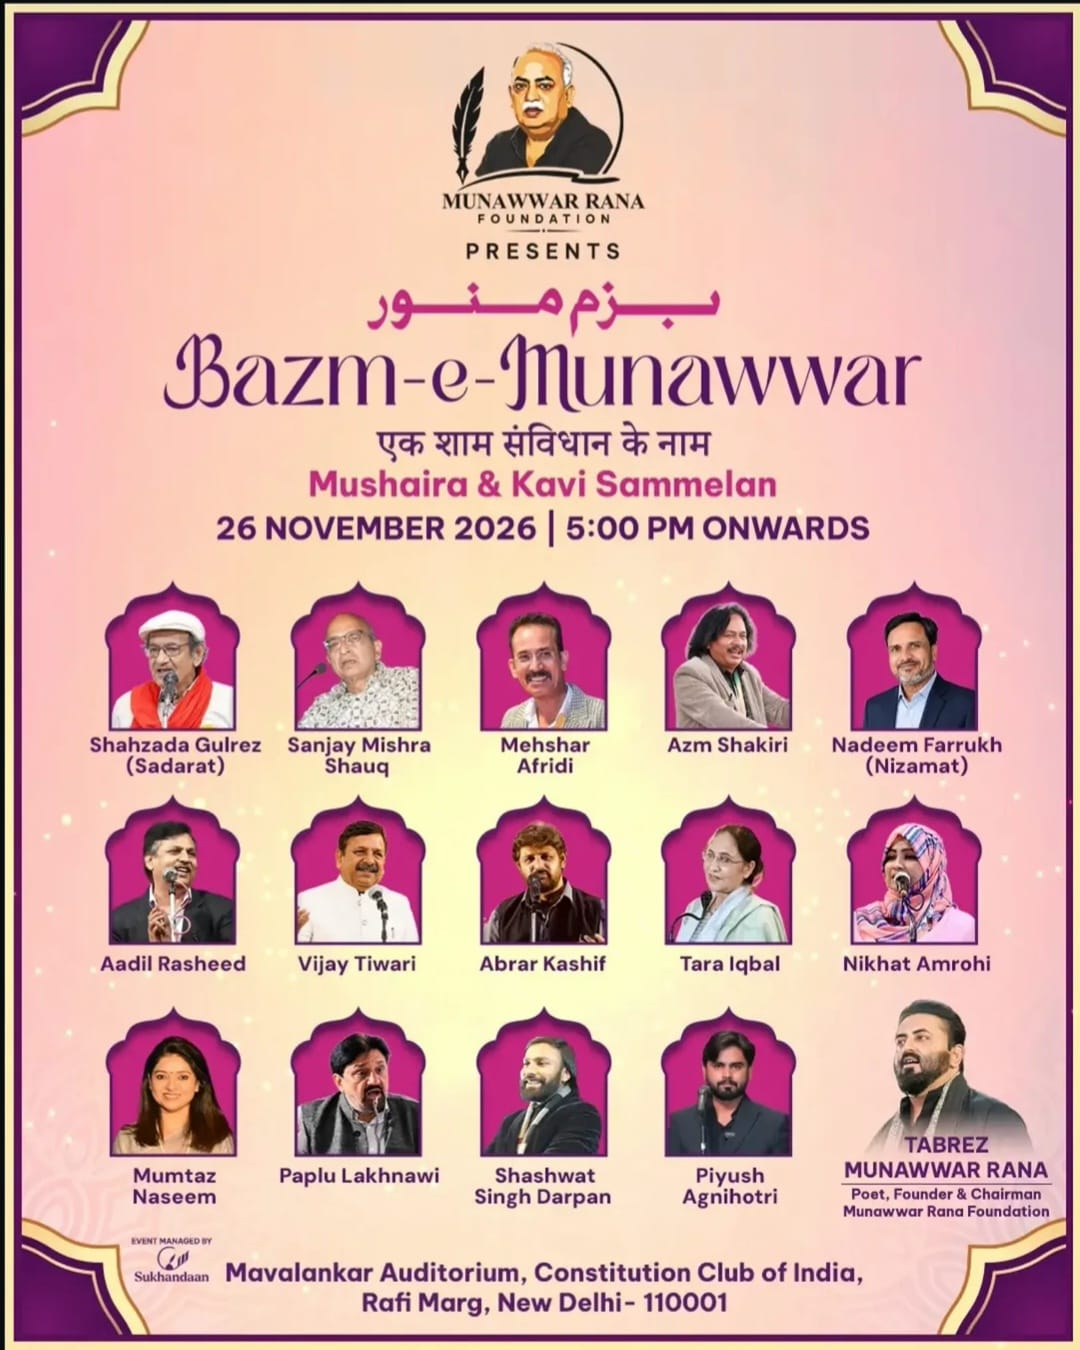 MUNAWWAR RANA
FOUNDATION
PRESENTS
بزم منور
Bazm-e-Munawwar
एक शाम संविधान के नाम
Mushaira & Kavi Sammelan
26 NOVEMBER 2026 | 5:00 PM ONWARDS
Shahzada Gulrez
(Sadarat)
Sanjay Mishra
Shauq
Mehshar
Afridi
Azm Shakiri
Nadeem Farrukh
(Nizamat)
Aadil Rasheed
Vijay Tiwari
Abrar Kashif
Tara Iqbal
Nikhat Amrohi
Mumtaz
Naseem
Paplu Lakhnawi
Shashwat
Singh Darpan
Piyush
Agnihotri
TABREZ
MUNAWWAR RANA
Poet, Founder & Chairman
Munawwar Rana Foundation
EVENT MANAGED BY
Sukhandaan
Mavalankar Auditorium, Constitution Club of India,
Rafi Marg, New Delhi- 110001